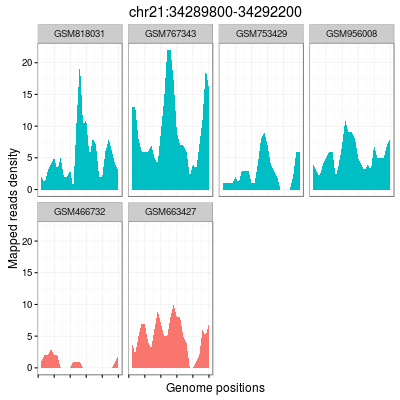 chr21:34289800-34292200
GSM818031 GSM767343 GSM753429 GSM956008
20
15
10
5
0
GSM466732 GSM663427
20
15
10
5
0
Mapped reads density
Genome positions